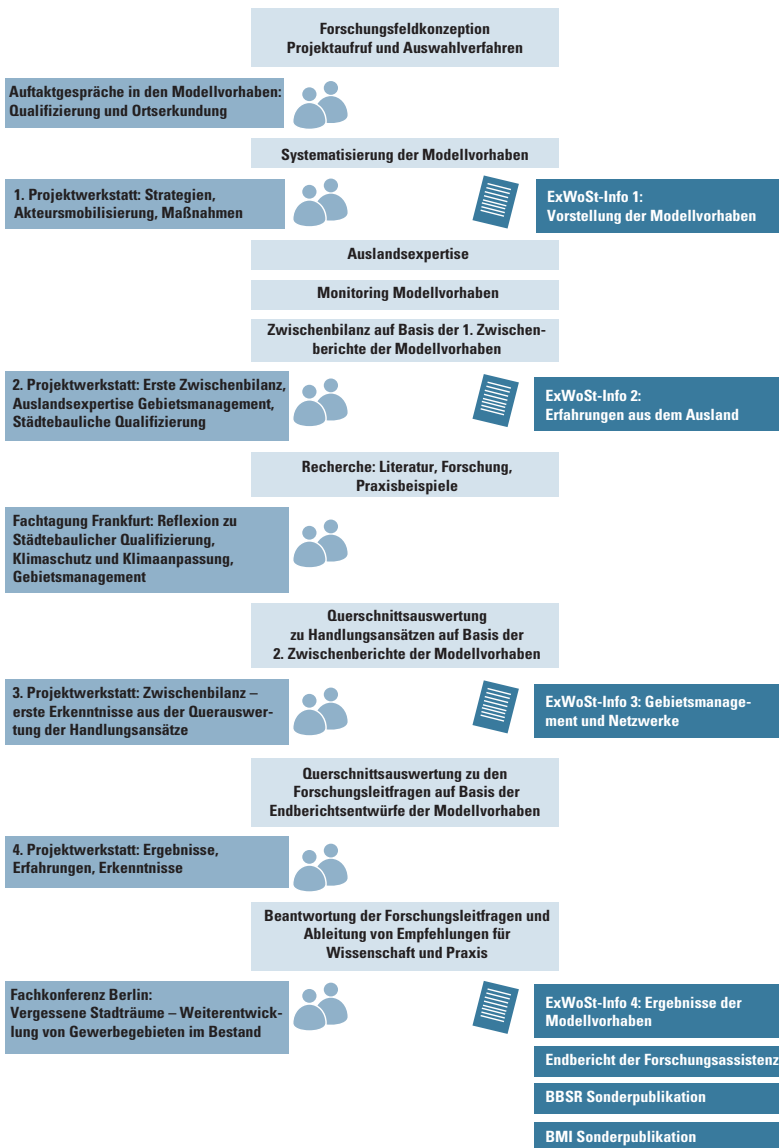 Forschungsfeldkonzeption
Projektaufruf und Auswahlverfahren
Auftaktgespräche in den Modellvorhaben:
Qualifizierung und Ortserkundung
Systematisierung der Modellvorhaben
1. Projektwerkstatt: Strategien,
Akteursmobilisierung, Maßnahmen
ExWoSt-Info 1:
Vorstellung der Modellvorhaben
Auslandsexpertise
Monitoring Modellvorhaben
Zwischenbilanz auf Basis der 1. Zwischen-
berichte der Modellvorhaben
2. Projektwerkstatt: Erste Zwischenbilanz,
Auslandsexpertise Gebietsmanagement,
Städtebauliche Qualifizierung
ExWoSt-Info 2:
Erfahrungen aus dem Ausland
Recherche: Literatur, Forschung,
Praxisbeispiele
Fachtagung Frankfurt: Reflexion zu
Städtebaulicher Qualifizierung,
Klimaschutz und Klimaanpassung,
Gebietsmanagement
Querschnittsauswertung
zu Handlungsansätzen auf Basis der
2. Zwischenberichte der Modellvorhaben
3. Projektwerkstatt: Zwischenbilanz –
erste Erkenntnisse aus der Querauswer-
tung der Handlungsansätze
ExWoSt-Info 3: Gebietsmanage-
ment und Netzwerke
Querschnittsauswertung zu den
Forschungsleitfragen auf Basis der
Endberichtsentwürfe der Modellvorhaben
4. Projektwerkstatt: Ergebnisse,
Erfahrungen, Erkenntnisse
Beantwortung der Forschungsleitfragen und
Ableitung von Empfehlungen für
Wissenschaft und Praxis
Fachkonferenz Berlin:
Vergessene Stadträume – Weiterentwick-
lung von Gewerbegebieten im Bestand
ExWoSt-Info 4: Ergebnisse der
Modellvorhaben
Endbericht der Forschungsassistenz
BBSR Sonderpublikation
BMI Sonderpublikation